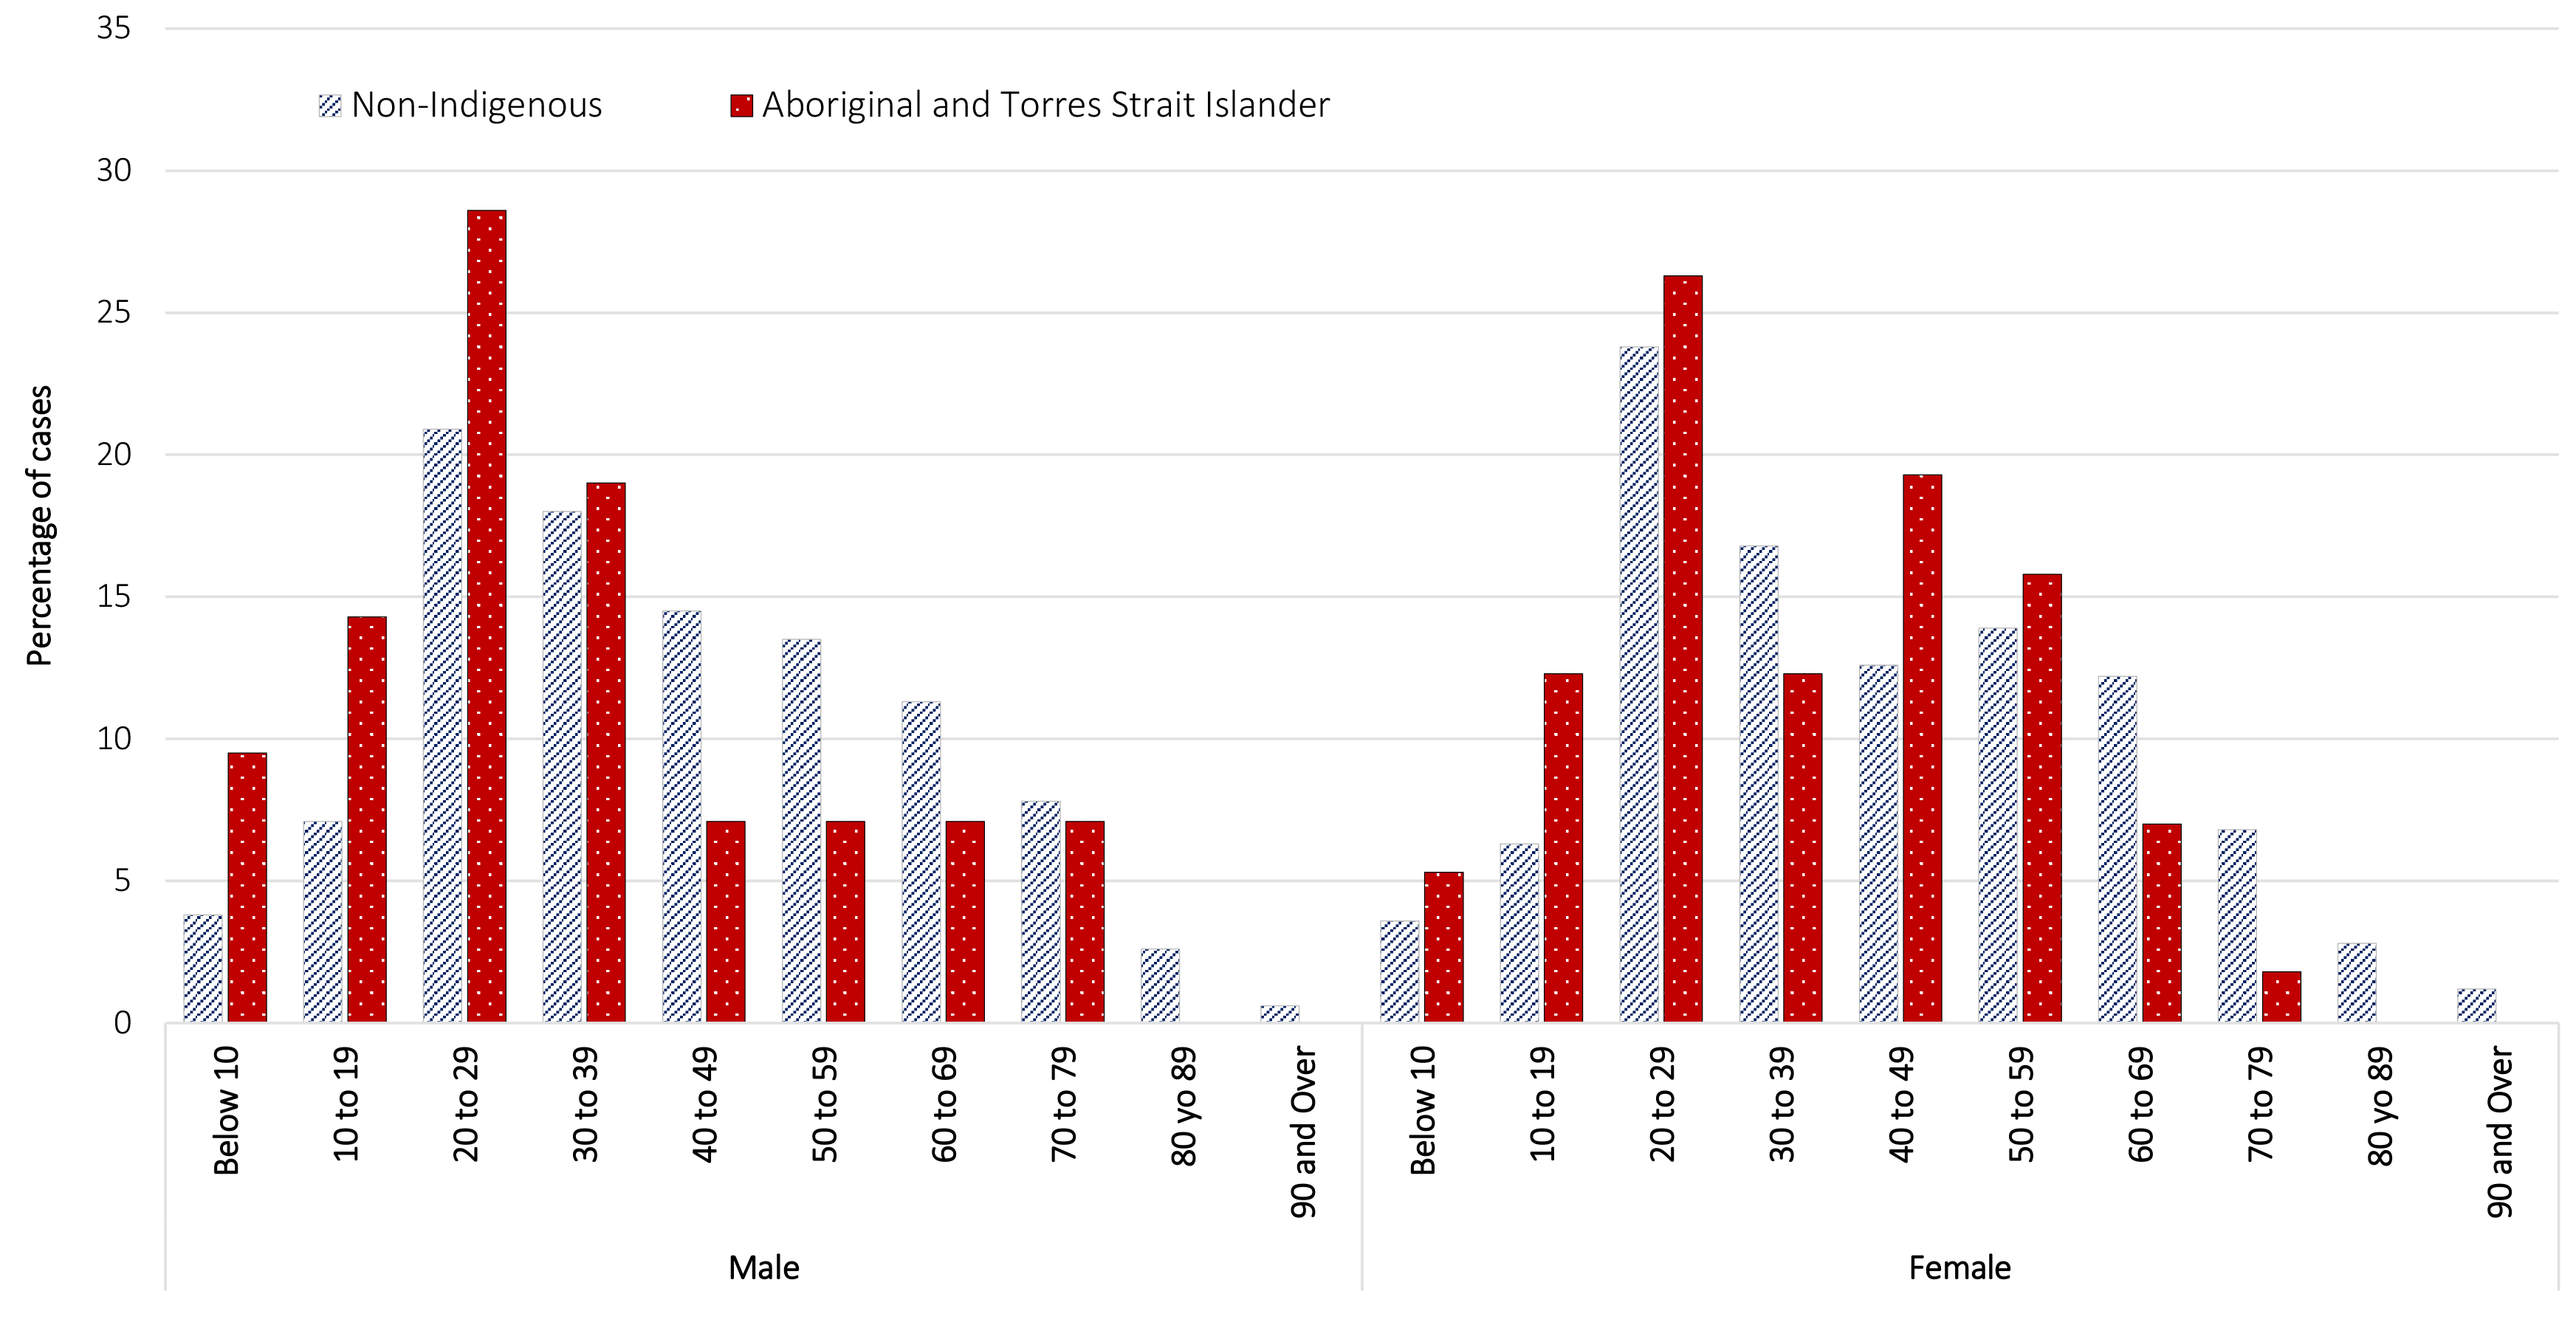 35
Non-Indigenous Aboriginal and Torres Strait Islander
30
25
20
15
10
5
0
Percentage of cases
Below 10
10 to 19
20 to 29
30 to 39
40 to 49
50 to 59
60 to 69
70 to 79
80 yo 89
90 and Over
Below 10
10 to 19
20 to 29
30 to 39
40 to 49
50 to 59
60 to 69
70 to 79
80 yo 89
90 and Over
Male
Female